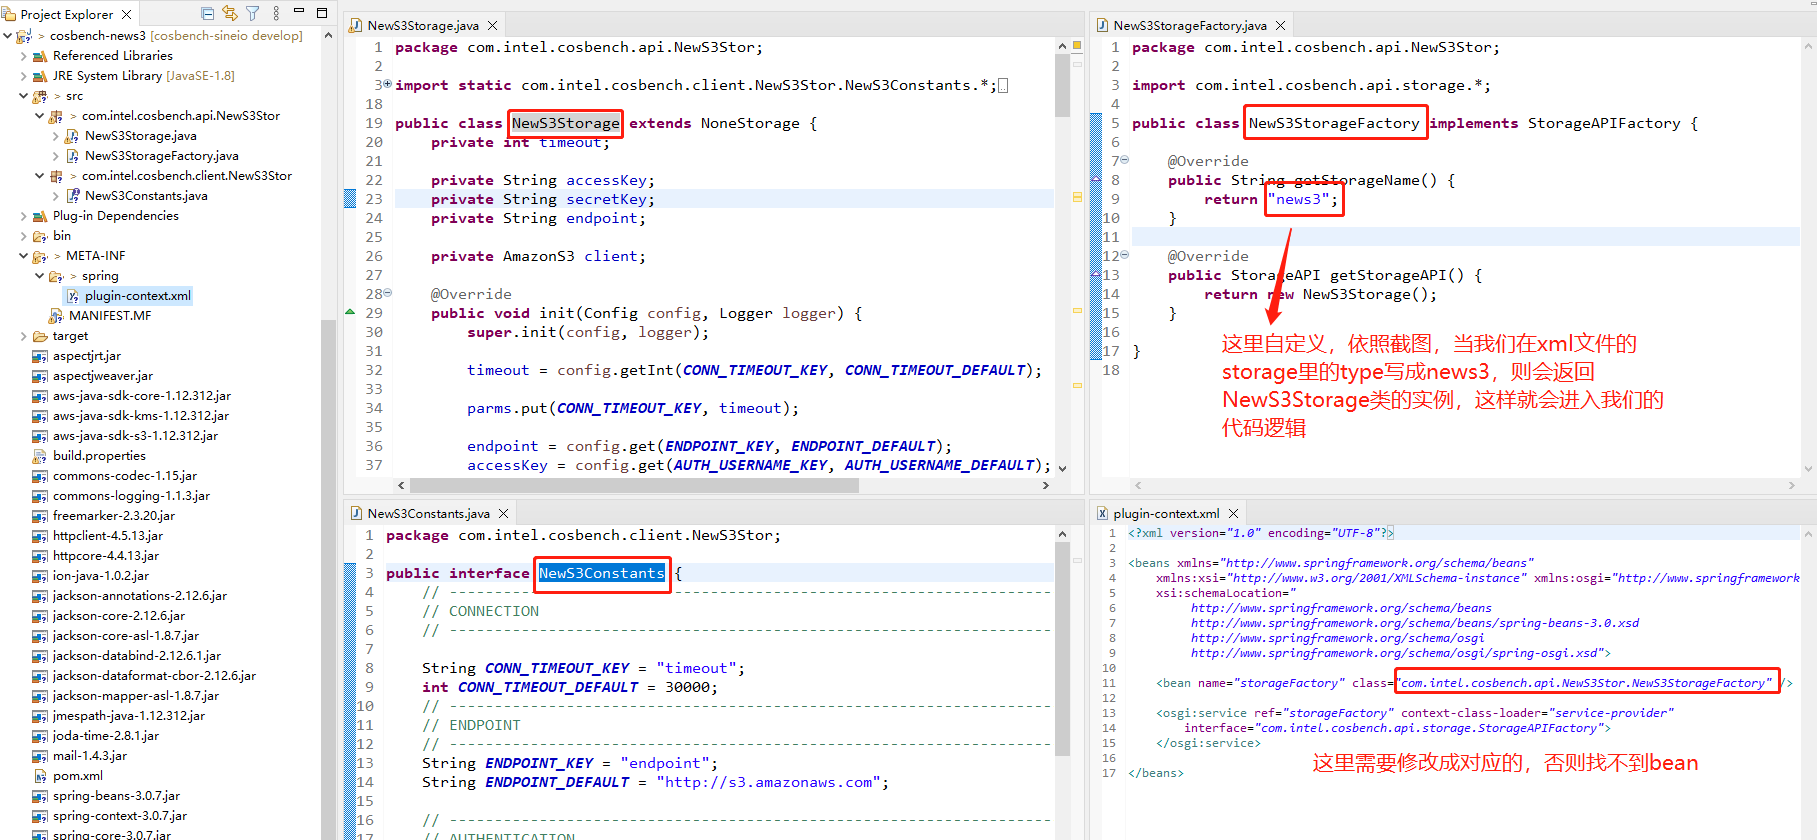 Project Explorer
> cosbench-news3 [cosbench-sineio develop]
Referenced Libraries
JRE System Library [JavaSE-1.8]
> src
> com.intel.cosbench.api.NewS3Stor
NewS3Storage.java
NewS3StorageFactory.java
> com.intel.cosbench.client.NewS3Stor
NewS3Constants.java
Plug-in Dependencies
bin
> META-INF
> spring
plugin-context.xml
MANIFEST.MF
target
aspectjrt.jar
aspectjweaver.jar
aws-java-sdk-core-1.12.312.jar
aws-java-sdk-kms-1.12.312.jar
aws-java-sdk-s3-1.12.312.jar
build.properties
commons-codec-1.15.jar
commons-logging-1.1.3.jar
freemarker-2.3.20.jar
httpclient-4.5.13.jar
httpcore-4.4.13.jar
ion-java-1.0.2.jar
jackson-annotations-2.12.6.jar
jackson-core-2.12.6.jar
jackson-core-asl-1.8.7.jar
jackson-databind-2.12.6.1.jar
jackson-dataformat-cbor-2.12.6.jar
jackson-mapper-asl-1.8.7.jar
jmespath-java-1.12.312.jar
joda-time-2.8.1.jar
mail-1.4.3.jar
pom.xml
spring-beans-3.0.7.jar
spring-context-3.0.7.jar
spring-core-3.0.7.jar
NewS3Storage.java
1 package com.intel.cosbench.api.NewS3Stor;
2
3 import static com.intel.cosbench.client.NewS3Stor.NewS3Constants.*;
18
19 public class NewS3Storage extends NoneStorage {
20 private int timeout;
21
22 private String accessKey;
23 private String secretKey;
24 private String endpoint;
25
26 private AmazonS3 client;
27
28 @Override
29 public void init(Config config, Logger logger) {
30 super.init(config, logger);
31
32 timeout = config.getInt(CONN_TIMEOUT_KEY, CONN_TIMEOUT_DEFAULT);
33
34 parms.put(CONN_TIMEOUT_KEY, timeout);
35
36 endpoint = config.get(ENDPOINT_KEY, ENDPOINT_DEFAULT);
37 accessKey = config.get(AUTH_USERNAME_KEY, AUTH_USERNAME_DEFAULT);
NewS3StorageFactory.java
1 package com.intel.cosbench.api.NewS3Stor;
2
3 import com.intel.cosbench.api.storage.*;
4
5 public class NewS3StorageFactory implements StorageAPIFactory {
6
7 @Override
8 public String getStorageName() {
9 return "news3";
10 }
11
12 @Override
13 public StorageAPI getStorageAPI() {
14 return new NewS3Storage();
15 }
16
17 }
18
这里自定义，依照截图，当我们在xml文件的
storage里的type写成news3，则会返回
NewS3Storage类的实例，这样就会进入我们的
代码逻辑
NewS3Constants.java
1 package com.intel.cosbench.client.NewS3Stor;
2
3 public interface NewS3Constants {
4 // -------------------------------------------------------------------
5 // CONNECTION
6 // -------------------------------------------------------------------
7
8 String CONN_TIMEOUT_KEY = "timeout";
9 int CONN_TIMEOUT_DEFAULT = 30000;
10 // -------------------------------------------------------------------
11 // ENDPOINT
12 // -------------------------------------------------------------------
13 String ENDPOINT_KEY = "endpoint";
14 String ENDPOINT_DEFAULT = "http://s3.amazonaws.com";
15
16 // -------------------------------------------------------------------
17 // AUTHENTICATION
plugin-context.xml
1 <?xml version="1.0" encoding="UTF-8"?>
2
3 <beans xmlns="http://www.springframework.org/schema/beans"
4 xmlns:xsi="http://www.w3.org/2001/XMLSchema-instance" xmlns:osgi="http://www.springframework
5 xsi:schemaLocation="
6 http://www.springframework.org/schema/beans
7 http://www.springframework.org/schema/beans/spring-beans-3.0.xsd
8 http://www.springframework.org/schema/osgi
9 http://www.springframework.org/schema/osgi/spring-osgi.xsd">
10
11 <bean name="storageFactory" class="com.intel.cosbench.api.NewS3Stor.NewS3StorageFactory" />
12
13 <osgi:service ref="storageFactory" context-class-loader="service-provider"
14 interface="com.intel.cosbench.api.storage.StorageAPIFactory">
15 </osgi:service>
16
17 </beans>
这里需要修改成对应的，否则找不到bean